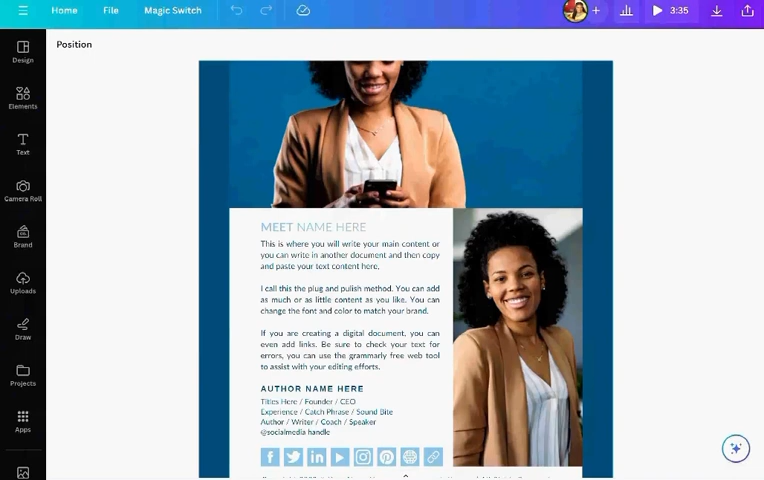 Home File Magic Switch 3:35
Position
Design
Elements
Text
Camera Roll
Brand
Uploads
Draw
Projects
Apps
MEET NAME HERE
This is where you will write your main content or
you can write in another document and then copy
and paste your text content here.
I call this the plug and pulish method. You can add
as much or as little content as you like. You can
change the font and color to match your brand.
If you are creating a digital document, you can
even add links. Be sure to check your text for
errors, you can use the grammarly free web tool
to assist with your editing efforts.
AUTHOR NAME HERE
Titles Here / Founder / CEO
Experience / Catch Phrase / Sound Bite
Author / Writer / Coach / Speaker
@socialmedia handle